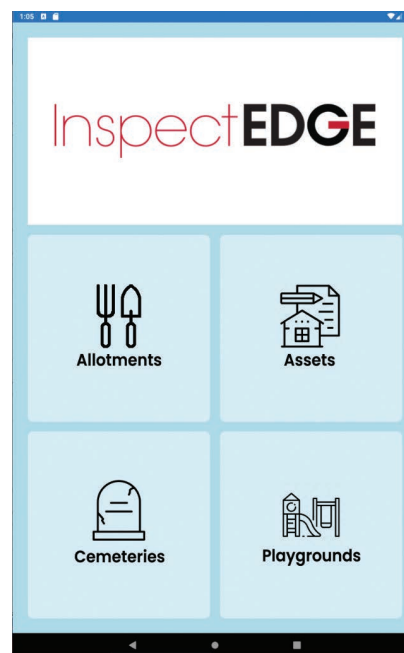 1:05
InspectEDGE
Allotments
Assets
Cemeteries
Playgrounds